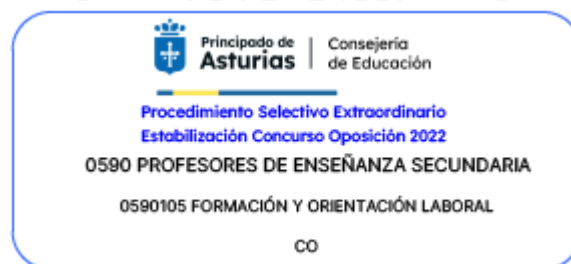 Principado de
Asturias
Consejería
de Educación
Procedimiento Selectivo Extraordinario
Estabilización Concurso Oposición 2022
0590 PROFESORES DE ENSEÑANZA SECUNDARIA
0590105 FORMACIÓN Y ORIENTACIÓN LABORAL
CO